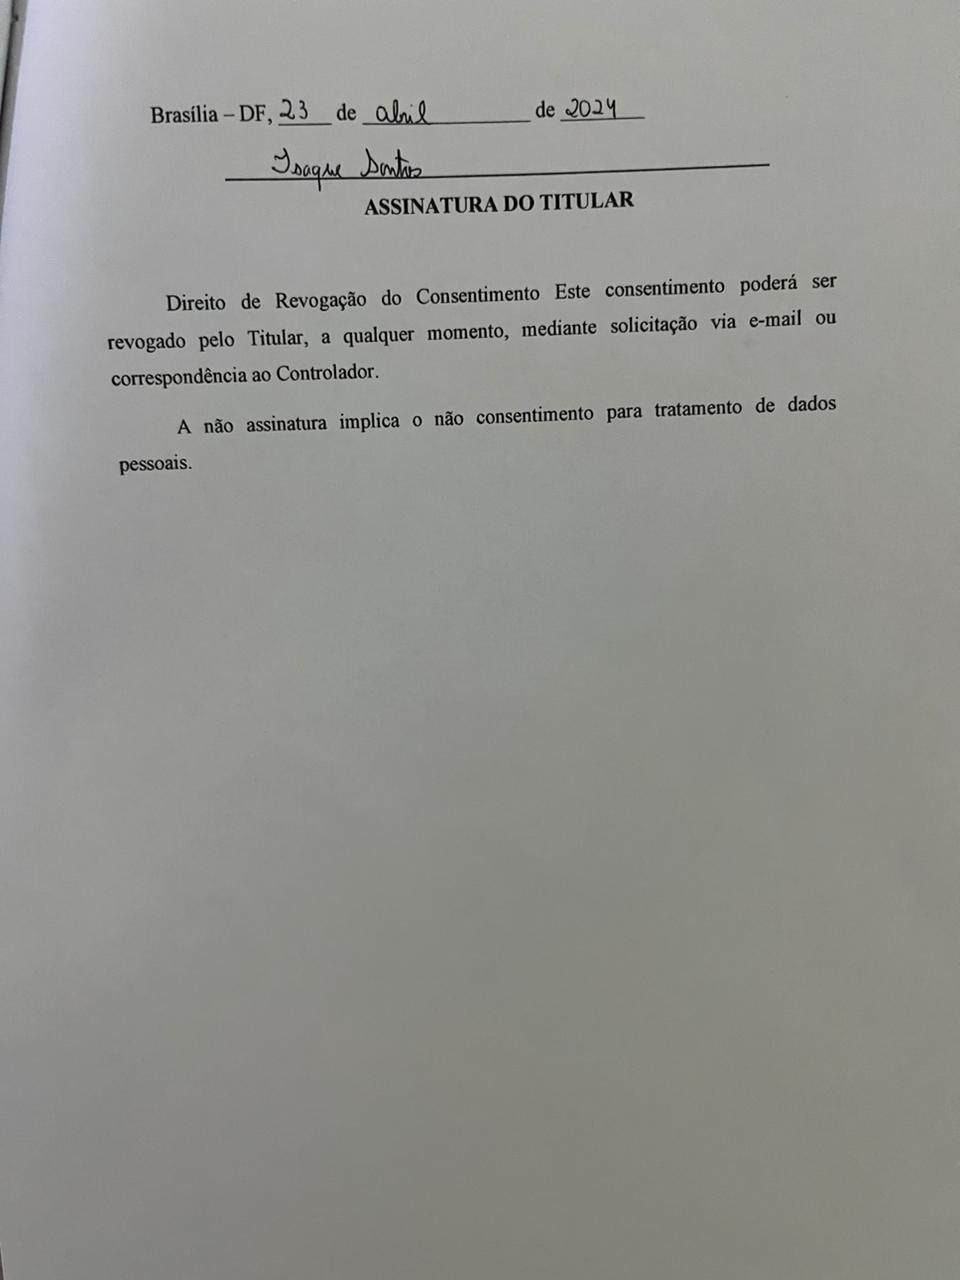 Brasília – DF, 23 de abril de 2024
Isaque Santos
ASSINATURA DO TITULAR
Direito de Revogação do Consentimento Este consentimento poderá ser
revogado pelo Titular, a qualquer momento, mediante solicitação via e-mail ou
correspondência ao Controlador.
A não assinatura implica o não consentimento para tratamento de dados
pessoais.